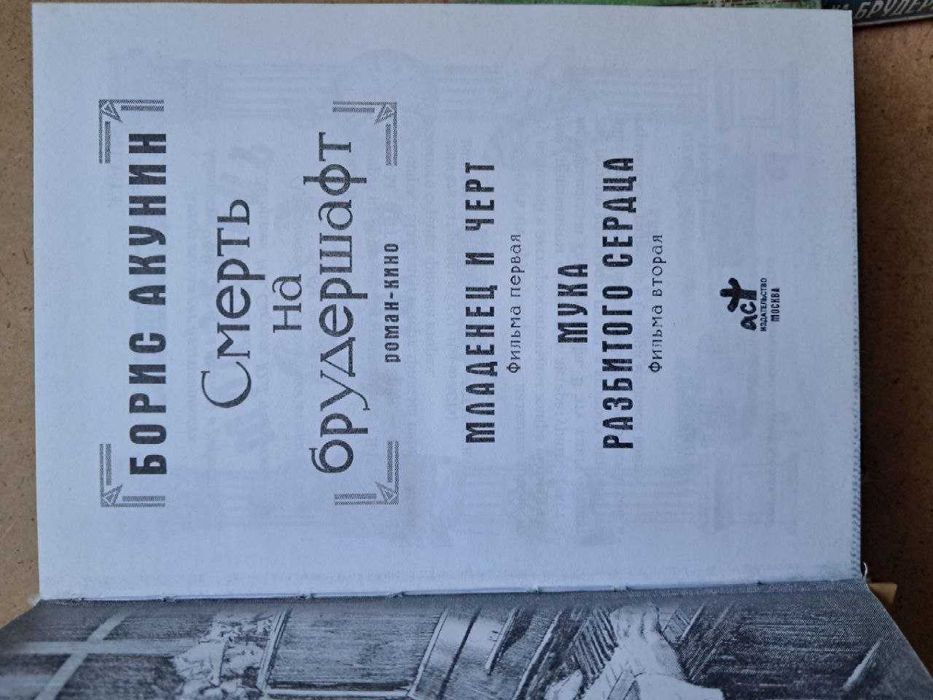 БОРИС АКУНИН
Смерть
на
брудершафт
роман-кино
МЛАДЕНЕЦ И ЧЕРТ
Фильма первая
МУКА
РАЗБИТОГО СЕРДЦА
Фильма вторая
аст
ИЗДАТЕЛЬСТВО
МОСКВА